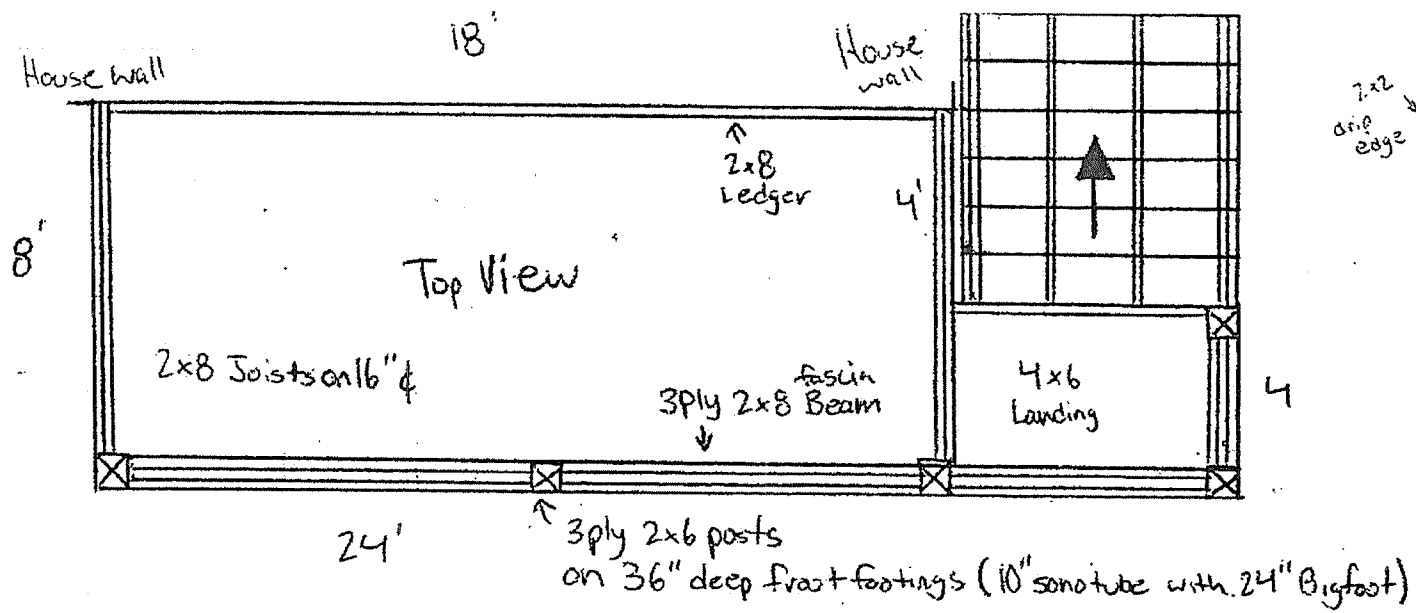 18'
House wall
House
wall
2x2
drip
edge
2x8
Ledger
4'
8'
Top View
2x8 Joists on 16" ¢
3ply 2x8 fascia Beam
4x6
Landing
4
24'
3ply 2x6 posts
on 36" deep frost footings (10" sonotube with 24" Bigfoot)